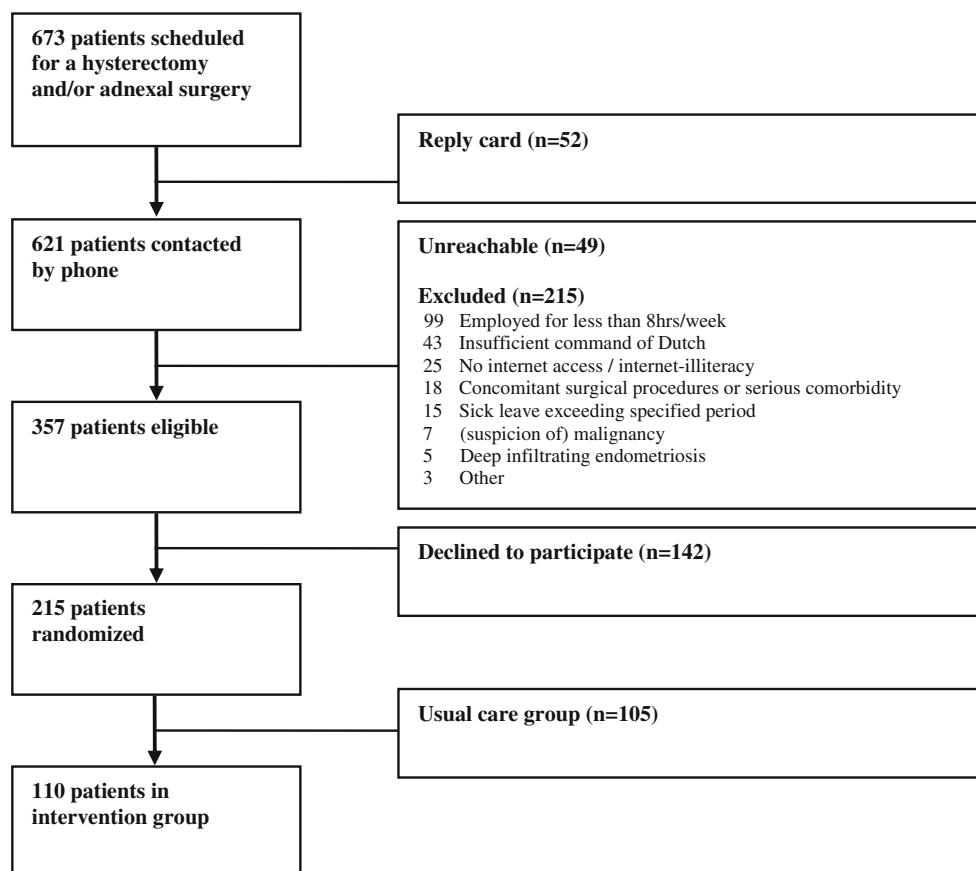 673 patients scheduled
for a hysterectomy
and/or adnexal surgery
Reply card (n=52)
621 patients contacted
by phone
Unreachable (n=49)
Excluded (n=215)
99 Employed for less than 8hrs/week
43 Insufficient command of Dutch
25 No internet access / internet-illiteracy
18 Concomitant surgical procedures or serious comorbidity
15 Sick leave exceeding specified period
7 (suspicion of) malignancy
5 Deep infiltrating endometriosis
3 Other
357 patients eligible
Declined to participate (n=142)
215 patients
randomized
Usual care group (n=105)
110 patients in
intervention group